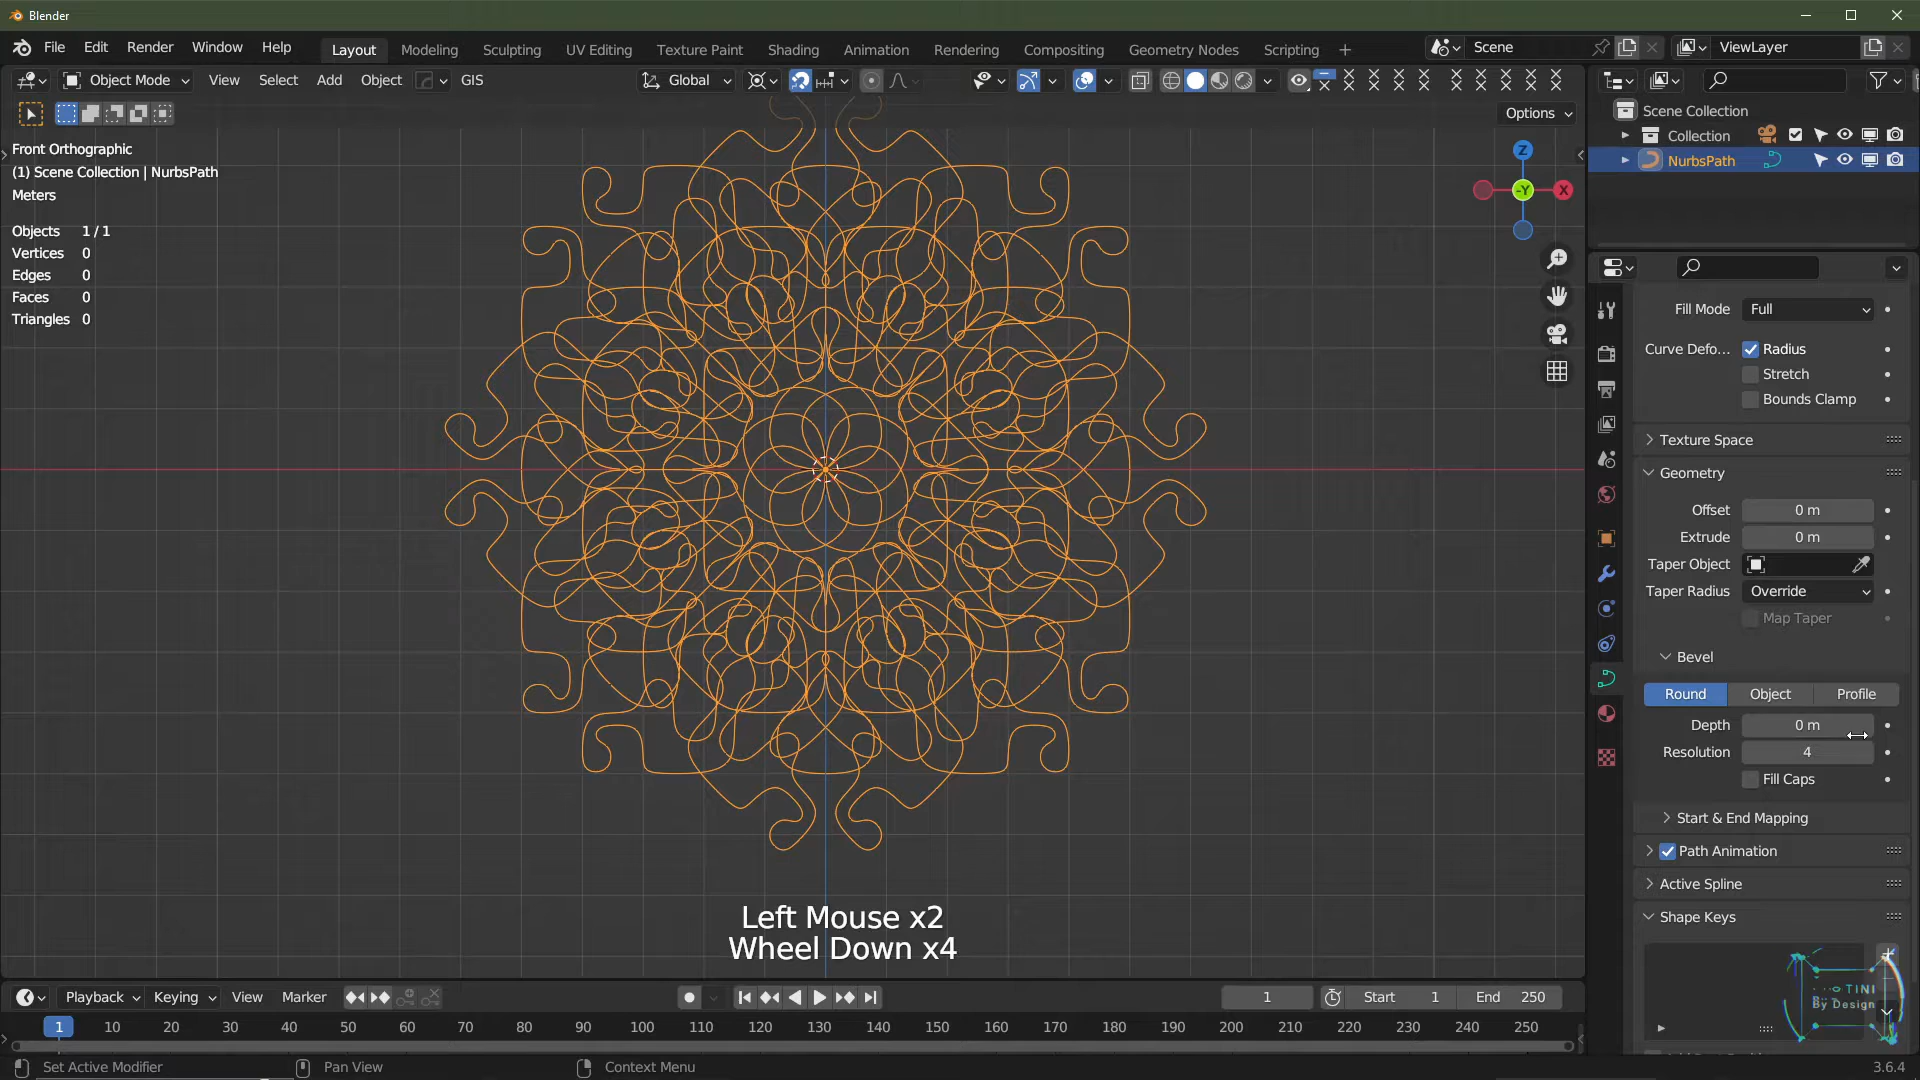 Blender
File Edit Render Window Help Layout Modeling Sculpting UV Editing Texture Paint Shading Animation Rendering Compositing Geometry Nodes Scripting + Scene ViewLayer
Object Mode View Select Add Object GIS Global
Options
Front Orthographic
(1) Scene Collection | NurbsPath
Meters
Objects 1 / 1
Vertices 0
Edges 0
Faces 0
Triangles 0
Z
-Y X
Scene Collection
Collection
NurbsPath
Fill Mode Full
Curve Defo... Radius
Stretch
Bounds Clamp
Texture Space
Geometry
Offset 0 m
Extrude 0 m
Taper Object
Taper Radius Override
Map Taper
Bevel
Round Object Profile
Depth 0 m
Resolution 4
Fill Caps
Start & End Mapping
Path Animation
Active Spline
Shape Keys
By Design
Left Mouse x2
Wheel Down x4
Playback Keying View Marker 1 Start 1 End 250
1 10 20 30 40 50 60 70 80 90 100 110 120 130 140 150 160 170 180 190 200 210 220 230 240 250
Set Active Modifier Pan View Context Menu 3.6.4